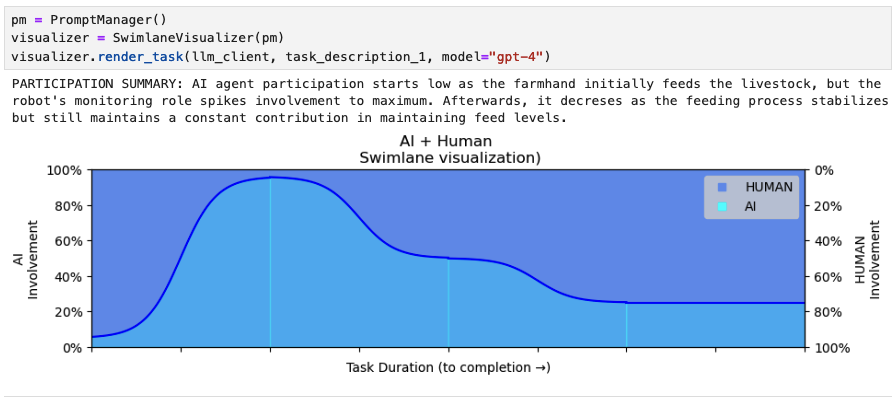 pm = PromptManager()
visualizer = SwimlaneVisualizer(pm)
visualizer.render_task(llm_client, task_description_1, model="gpt-4")
PARTICIPATION SUMMARY: AI agent participation starts low as the farmhand initially feeds the livestock, but the
robot's monitoring role spikes involvement to maximum. Afterwards, it decreses as the feeding process stabilizes
but still maintains a constant contribution in maintaining feed levels.
AI + Human
Swimlane visualization)
100%
80%
60%
40%
20%
0%
AI
Involvement
HUMAN
AI
0%
20%
40%
60%
80%
100%
HUMAN
Involvement
Task Duration (to completion →)